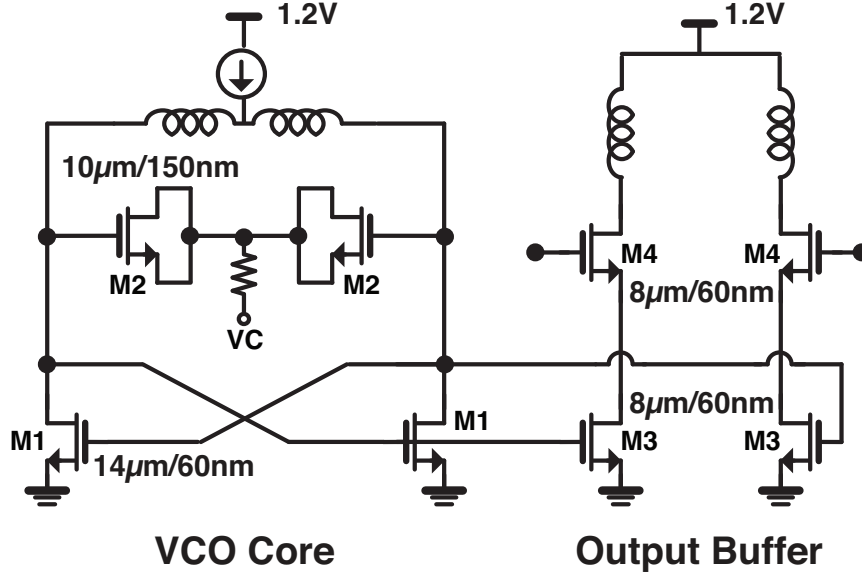 1.2V
1.2V
10μm/150nm
M2
M2
M4
M4
8μm/60nm
VC
8μm/60nm
M1
M1
M3
M3
14μm/60nm
VCO Core
Output Buffer